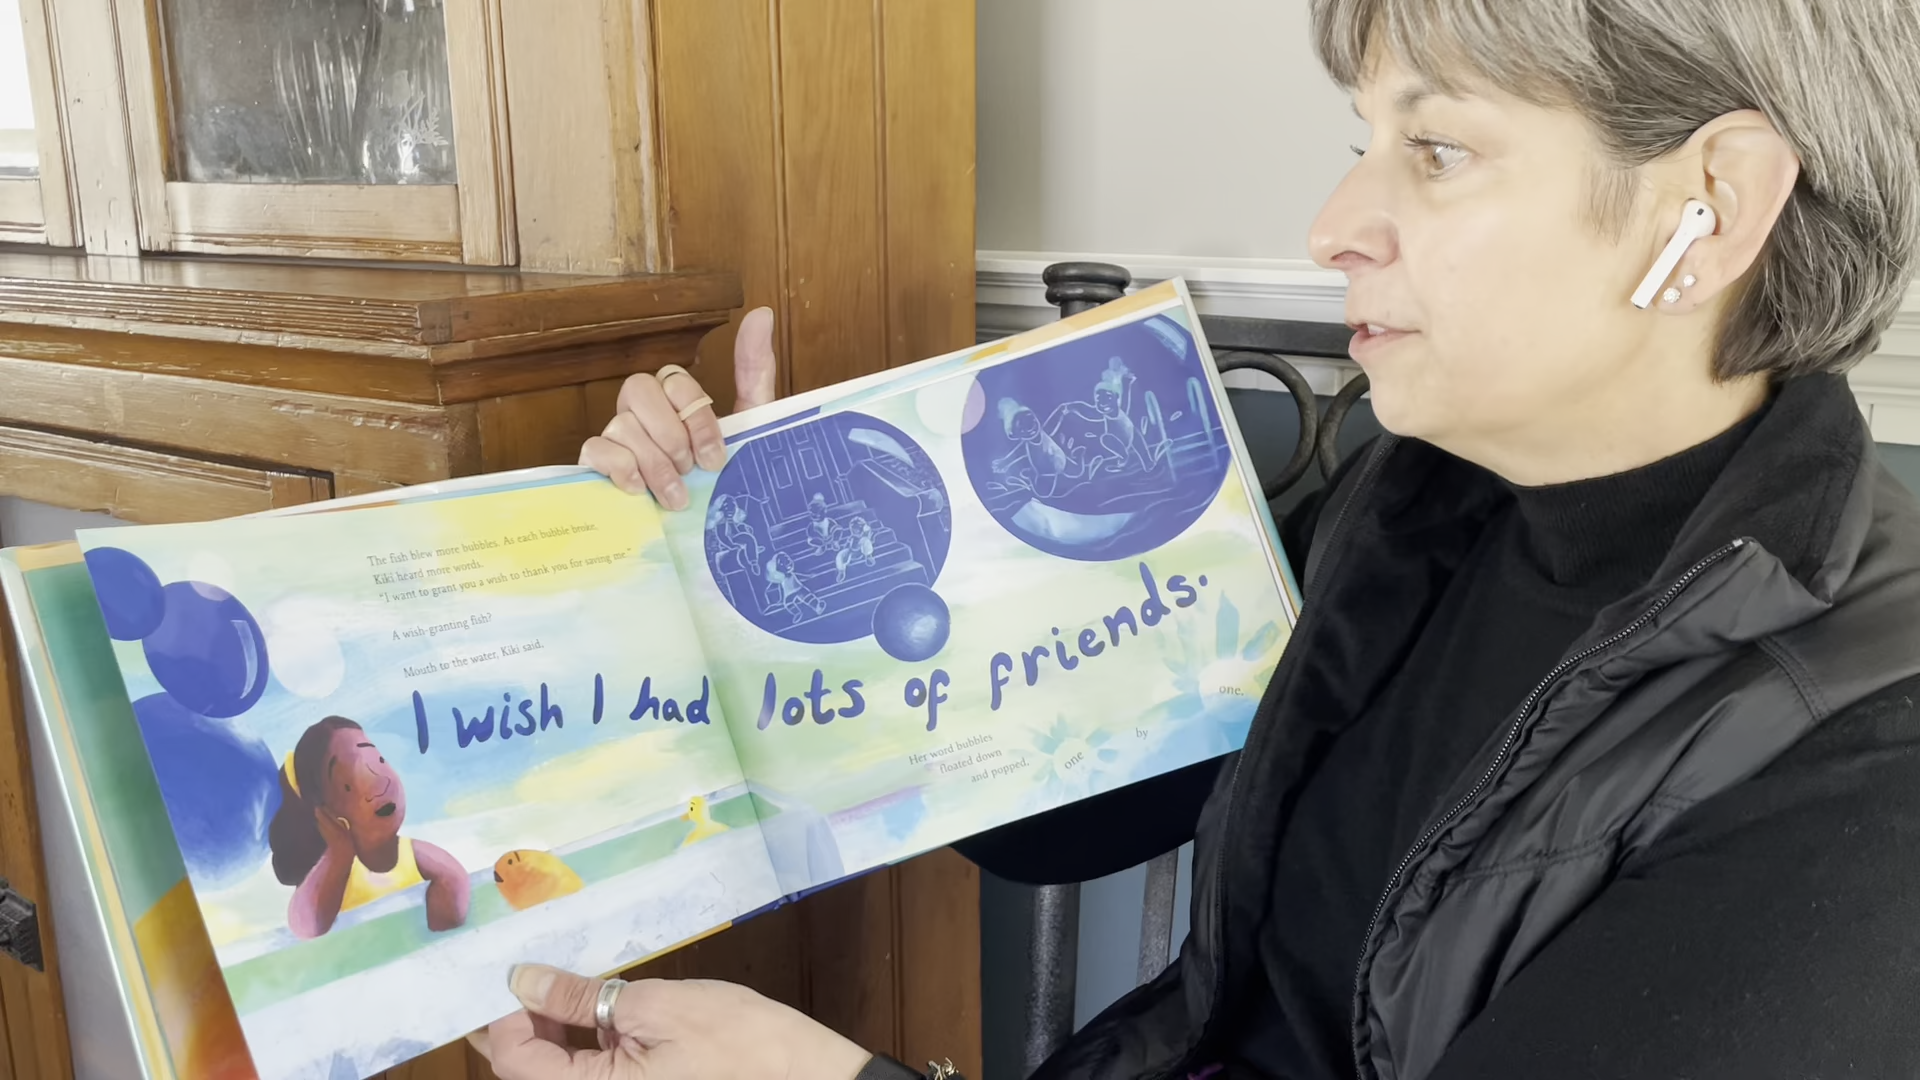 The fish blew more bubbles. As each bubble broke,
Kiki heard more words.
"I want to grant you a wish to thank you for saving me."
A wish-granting fish?
Mouth to the water, Kiki said,
I wish I had lots of friends.
Her word bubbles
floated down
and popped,
one
by
one.